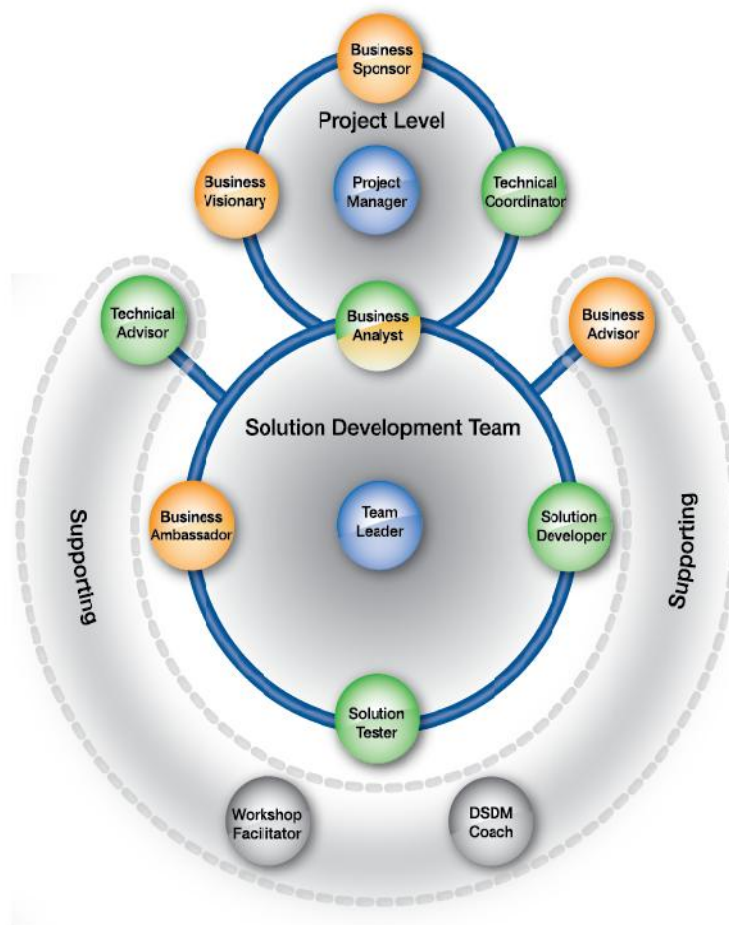 Business
Sponsor
Project Level
Business
Visionary
Project
Manager
Technical
Coordinator
Technical
Advisor
Business
Analyst
Business
Advisor
Solution Development Team
Supporting
Business
Ambassador
Team
Leader
Solution
Developer
Supporting
Solution
Tester
Workshop
Facilitator
DSDM
Coach